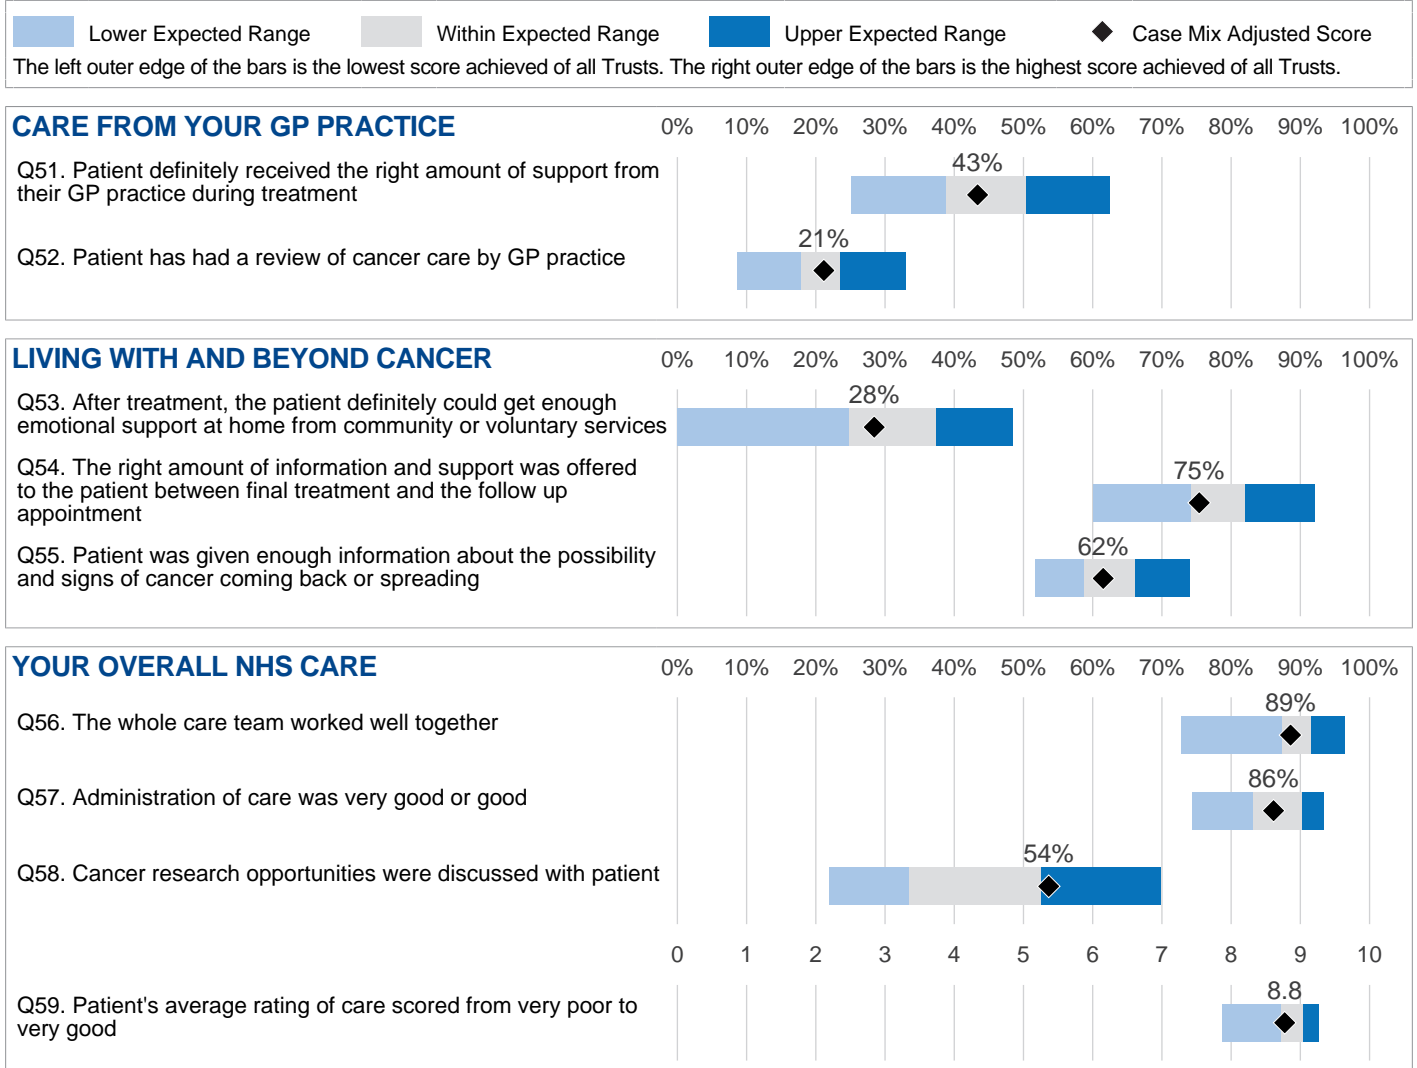 Lower Expected Range Within Expected Range Upper Expected Range Case Mix Adjusted Score
The left outer edge of the bars is the lowest score achieved of all Trusts. The right outer edge of the bars is the highest score achieved of all Trusts.
CARE FROM YOUR GP PRACTICE 0% 10% 20% 30% 40% 50% 60% 70% 80% 90% 100%
43%
Q51. Patient definitely received the right amount of support from
their GP practice during treatment
21%
Q52. Patient has had a review of cancer care by GP practice
LIVING WITH AND BEYOND CANCER 0% 10% 20% 30% 40% 50% 60% 70% 80% 90% 100%
28%
Q53. After treatment, the patient definitely could get enough
emotional support at home from community or voluntary services
Q54. The right amount of information and support was offered
75%
to the patient between final treatment and the follow up
appointment
62%
Q55. Patient was given enough information about the possibility
and signs of cancer coming back or spreading
YOUR OVERALL NHS CARE 0% 10% 20% 30% 40% 50% 60% 70% 80% 90% 100%
89%
Q56. The whole care team worked well together
86%
Q57. Administration of care was very good or good
54%
Q58. Cancer research opportunities were discussed with patient
0 1 2 3 4 5 6 7 8 9 10
8.8
Q59. Patient's average rating of care scored from very poor to
very good